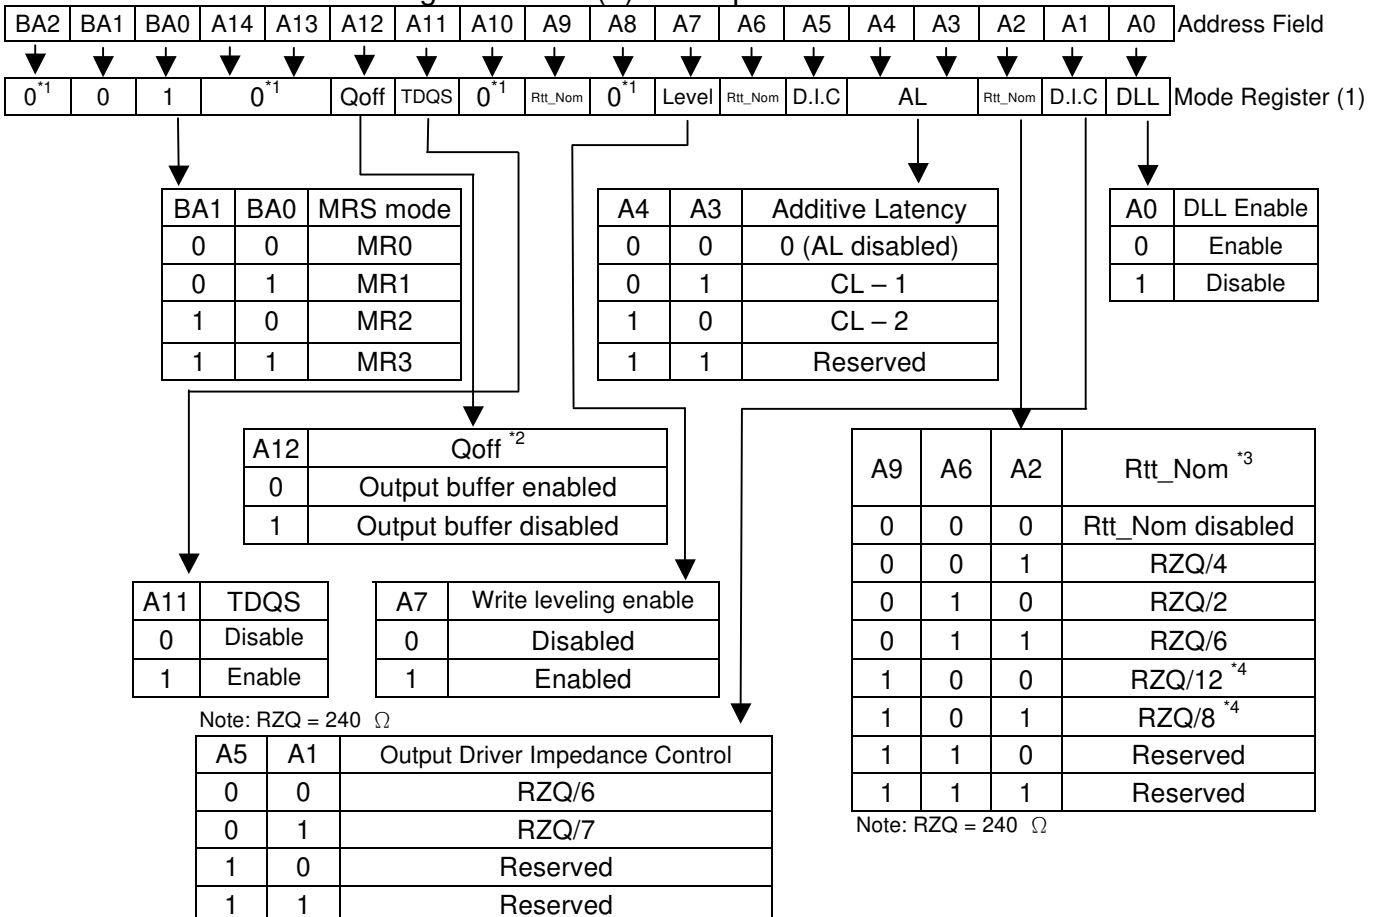 BA2 BA1 BA0 A14 A13 A12 A11 A10 A9 A8 A7 A6 A5 A4 A3 A2 A1 A0 Address Field
0*1 0 1 0*1 Qoff TDQS 0*1 Rtt_Nom 0*1 Level Rtt_Nom D.I.C AL Rtt_Nom D.I.C DLL Mode Register (1)
BA1 BA0 MRS mode
0 0 MR0
0 1 MR1
1 0 MR2
1 1 MR3
A4 A3 Additive Latency
0 0 0 (AL disabled)
0 1 CL – 1
1 0 CL – 2
1 1 Reserved
A0 DLL Enable
0 Enable
1 Disable
A12 Qoff *2
0 Output buffer enabled
1 Output buffer disabled
A9 A6 A2 Rtt_Nom *3
0 0 0 Rtt_Nom disabled
0 0 1 RZQ/4
0 1 0 RZQ/2
0 1 1 RZQ/6
1 0 0 RZQ/12 *4
1 0 1 RZQ/8 *4
1 1 0 Reserved
1 1 1 Reserved
Note: RZQ = 240 Ω
A11 TDQS
0 Disable
1 Enable
A7 Write leveling enable
0 Disabled
1 Enabled
Note: RZQ = 240 Ω
A5 A1 Output Driver Impedance Control
0 0 RZQ/6
0 1 RZQ/7
1 0 Reserved
1 1 Reserved